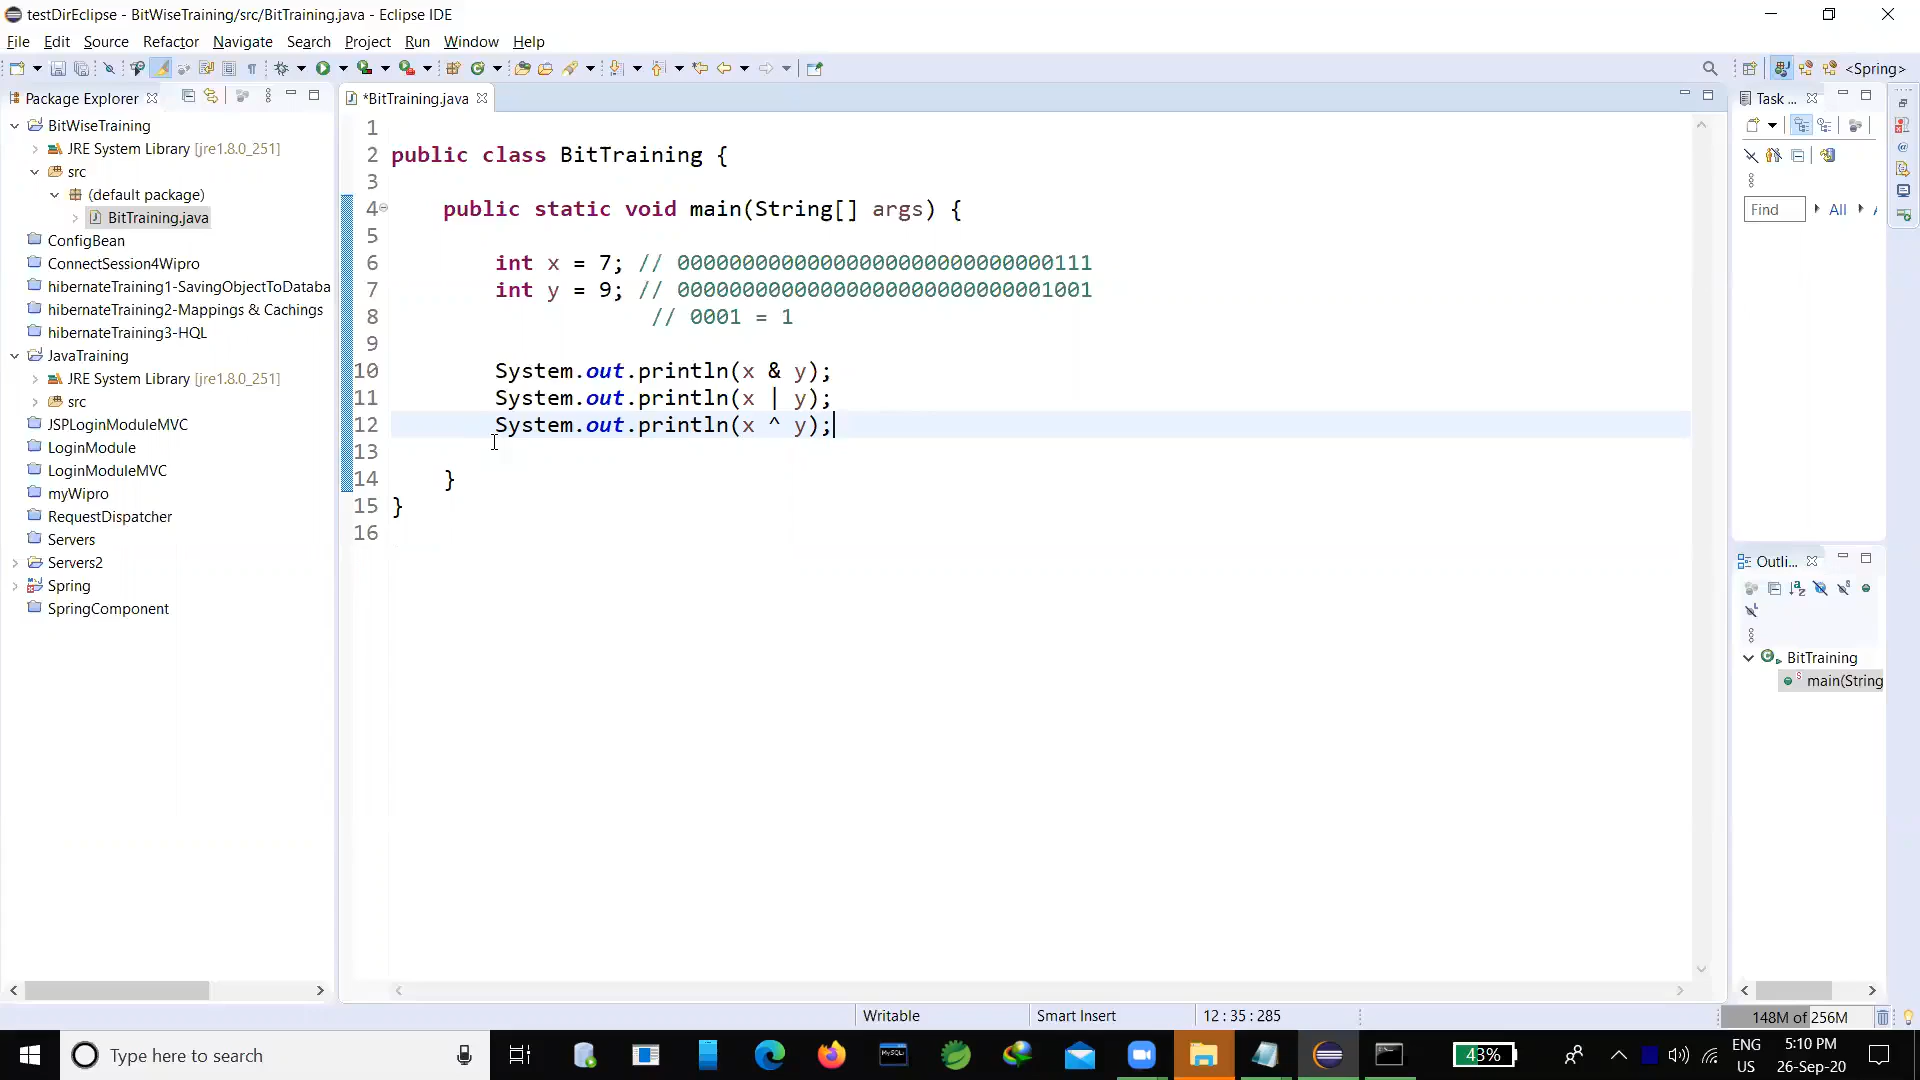 testDirEclipse - BitWiseTraining/src/BitTraining.java - Eclipse IDE
File Edit Source Refactor Navigate Search Project Run Window Help
<Spring>
Package Explorer
BitWiseTraining
JRE System Library [jre1.8.0_251]
src
(default package)
BitTraining.java
ConfigBean
ConnectSession4Wipro
hibernateTraining1-SavingObjectToDataba
hibernateTraining2-Mappings & Cachings
hibernateTraining3-HQL
JavaTraining
JRE System Library [jre1.8.0_251]
src
JSPLoginModuleMVC
LoginModule
LoginModuleMVC
myWipro
RequestDispatcher
Servers
Servers2
Spring
SpringComponent
*BitTraining.java
1
2 public class BitTraining {
3
4 public static void main(String[] args) {
5
6 int x = 7; // 00000000000000000000000000000111
7 int y = 9; // 00000000000000000000000000001001
8 // 0001 = 1
9
10 System.out.println(x & y);
11 System.out.println(x | y);
12 System.out.println(x ^ y);
13
14 }
15 }
16
Task ...
Find All
Outli...
BitTraining
main(String
Writable Smart Insert 12 : 35 : 285 148M of 256M
Type here to search
MySQL
43%
ENG
US
5:10 PM
26-Sep-20